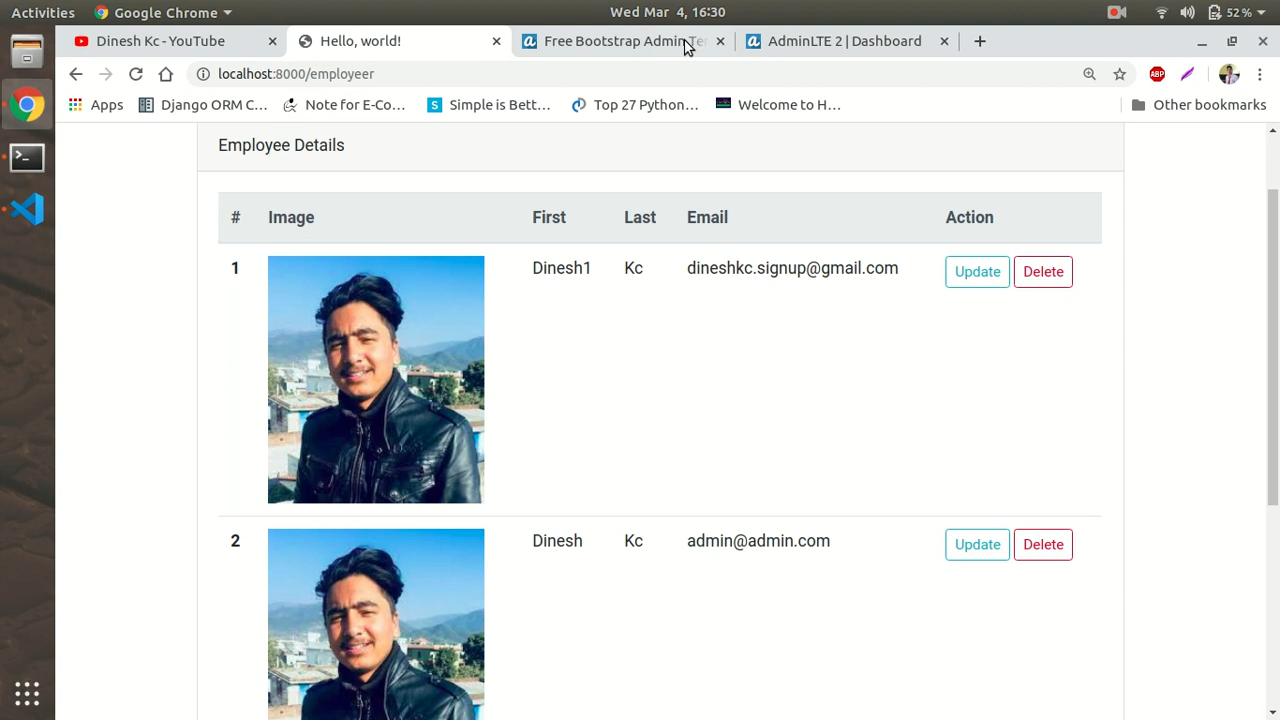 Activities Google Chrome Wed Mar 4, 16:30 52 %
Dinesh Kc - YouTube Hello, world! Free Bootstrap Admin Te AdminLTE 2 | Dashboard
localhost:8000/employeer ABP
Apps Django ORM C... Note for E-Co... S Simple is Bett... Top 27 Python... Welcome to H... Other bookmarks
Employee Details
# Image First Last Email Action
1 Dinesh1 Kc dineshkc.signup@gmail.com Update Delete
2 Dinesh Kc admin@admin.com Update Delete